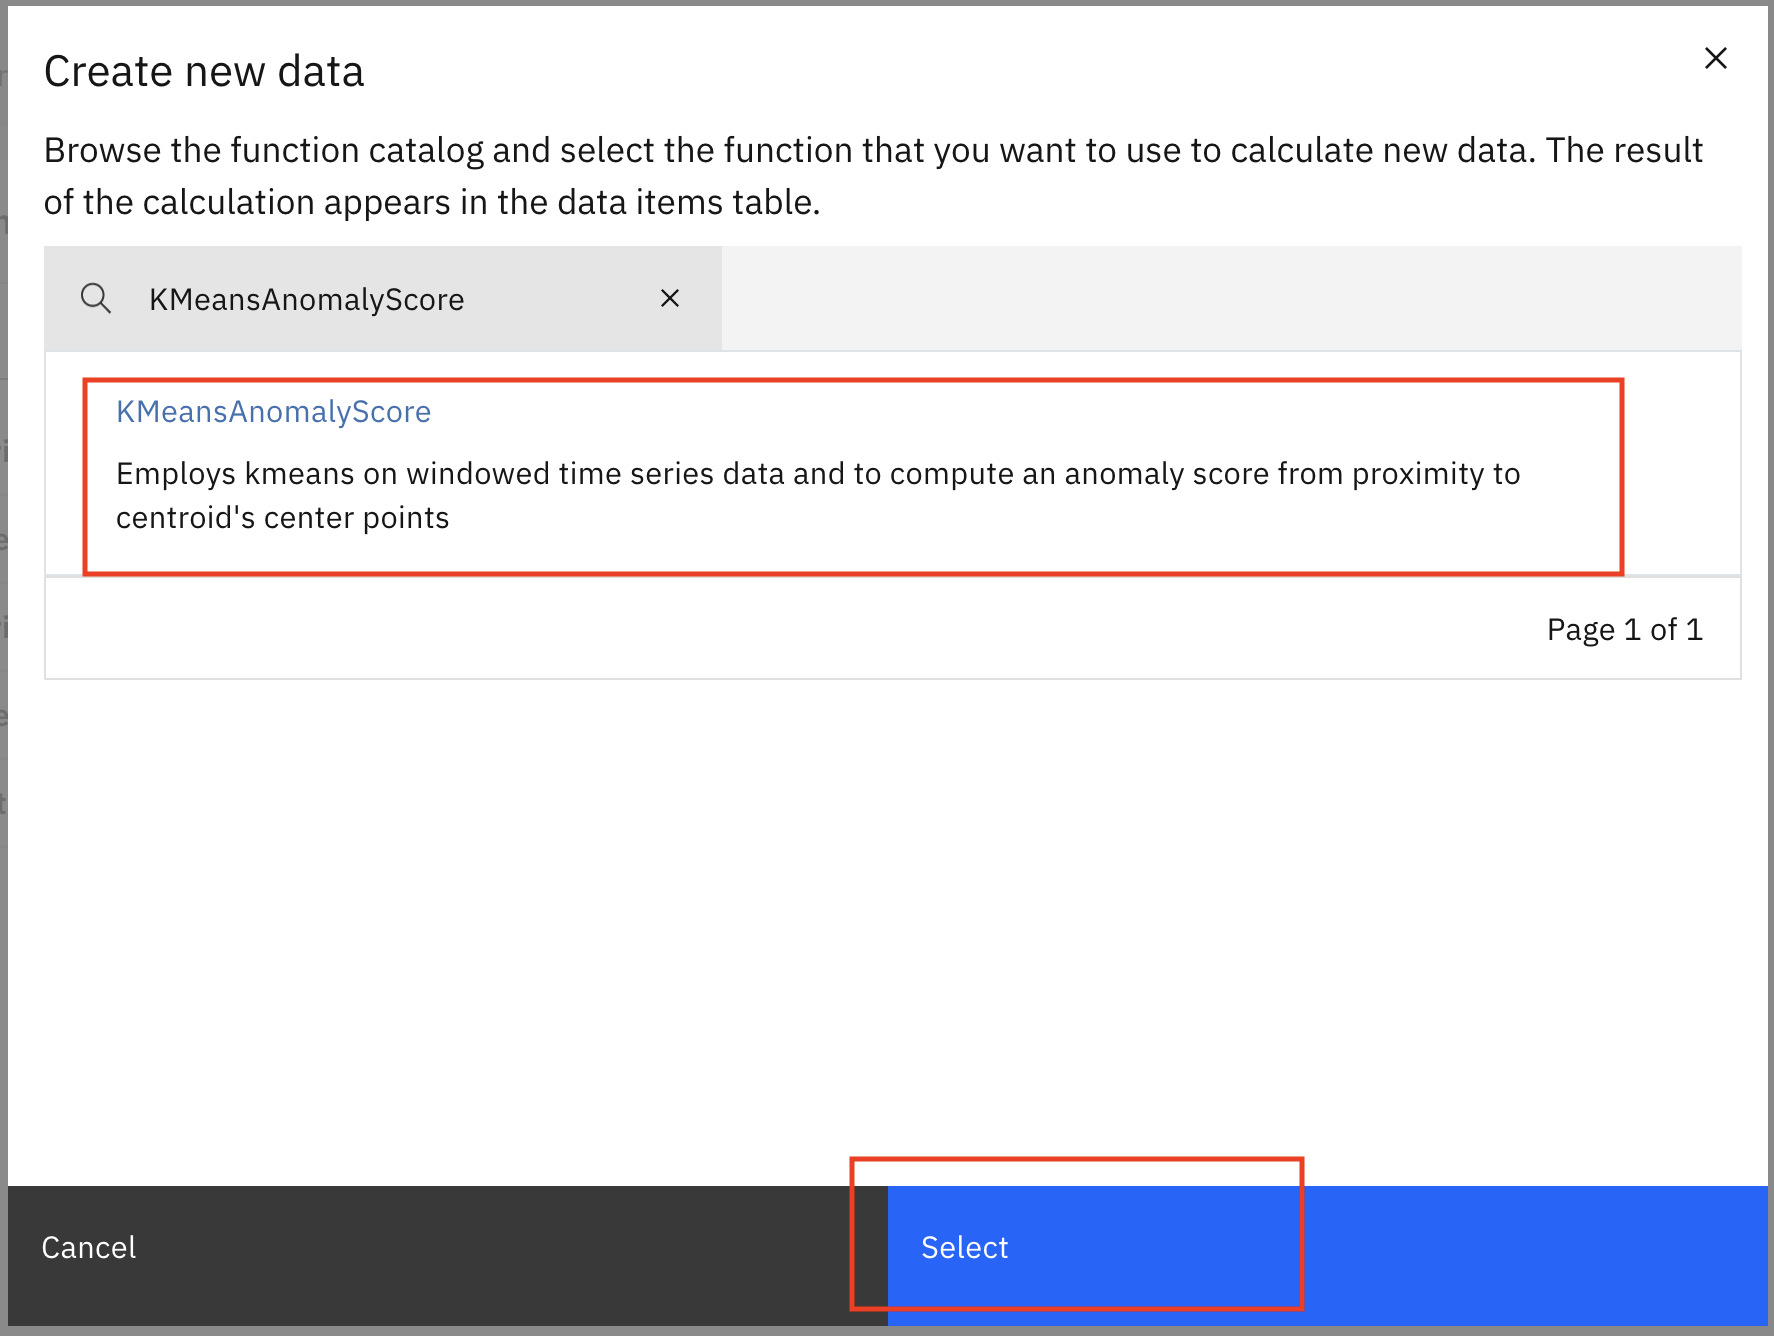 Create new data
Browse the function catalog and select the function that you want to use to calculate new data. The result
of the calculation appears in the data items table.
KMeansAnomalyScore
KMeansAnomalyScore
Employs kmeans on windowed time series data and to compute an anomaly score from proximity to
centroid's center points
Page 1 of 1
Cancel
Select